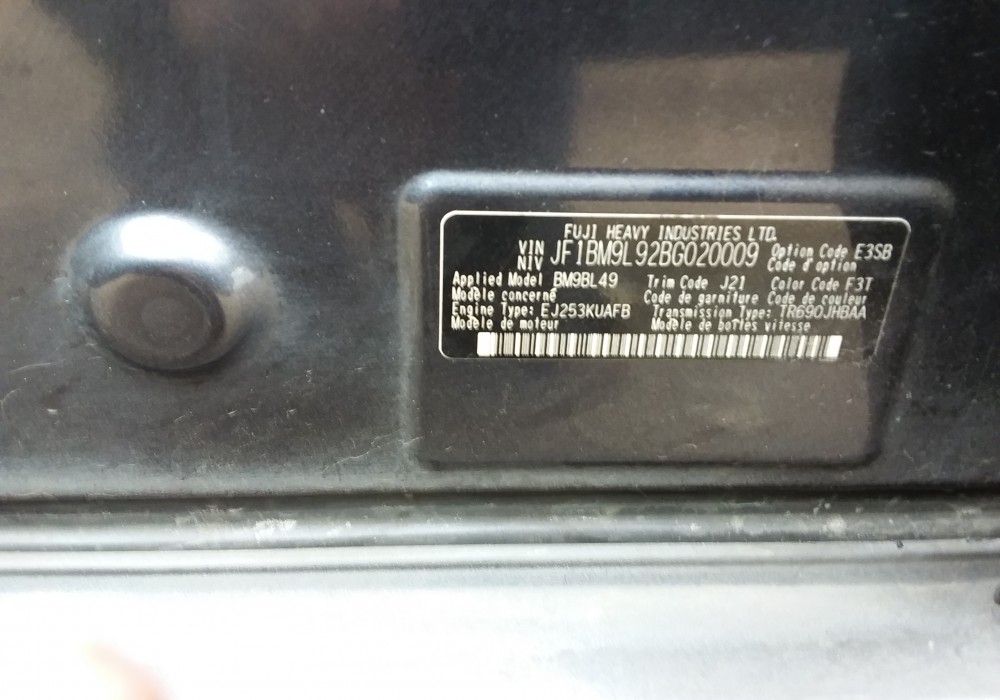 FUJI HEAVY INDUSTRIES LTD.
VIN
NIV JF1BM9L92BG020009 Option Code E3SB
Code d'option
Applied Model BM9BL49 Trim Code J21 Color Code F3T
Modèle concerné Code de garniture Code de couleur
Engine Type: EJ253KUAFB Transmission Type: TR690JHBAA
Modèle de moteur Modèle de boîtes vitesse